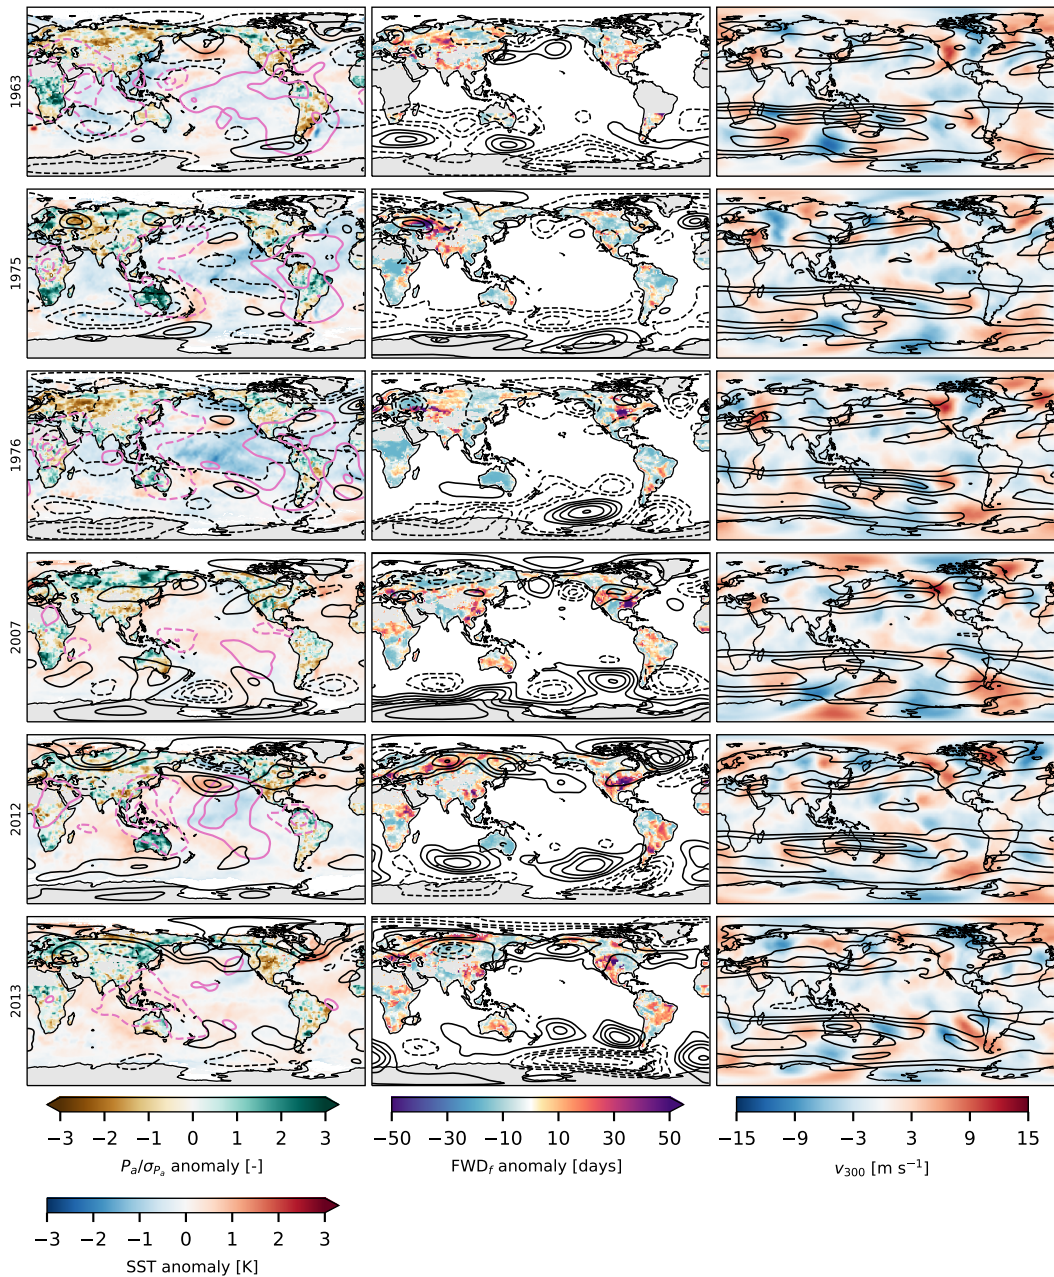 1963
1975
1976
2007
2012
2013
−3 −2 −1 0 1 2 3
P_a/σ_{P_a} anomaly [-]
−50 −30 −10 10 30 50
FWD_f anomaly [days]
−15 −9 −3 3 9 15
v_300 [m s⁻¹]
−3 −2 −1 0 1 2 3
SST anomaly [K]